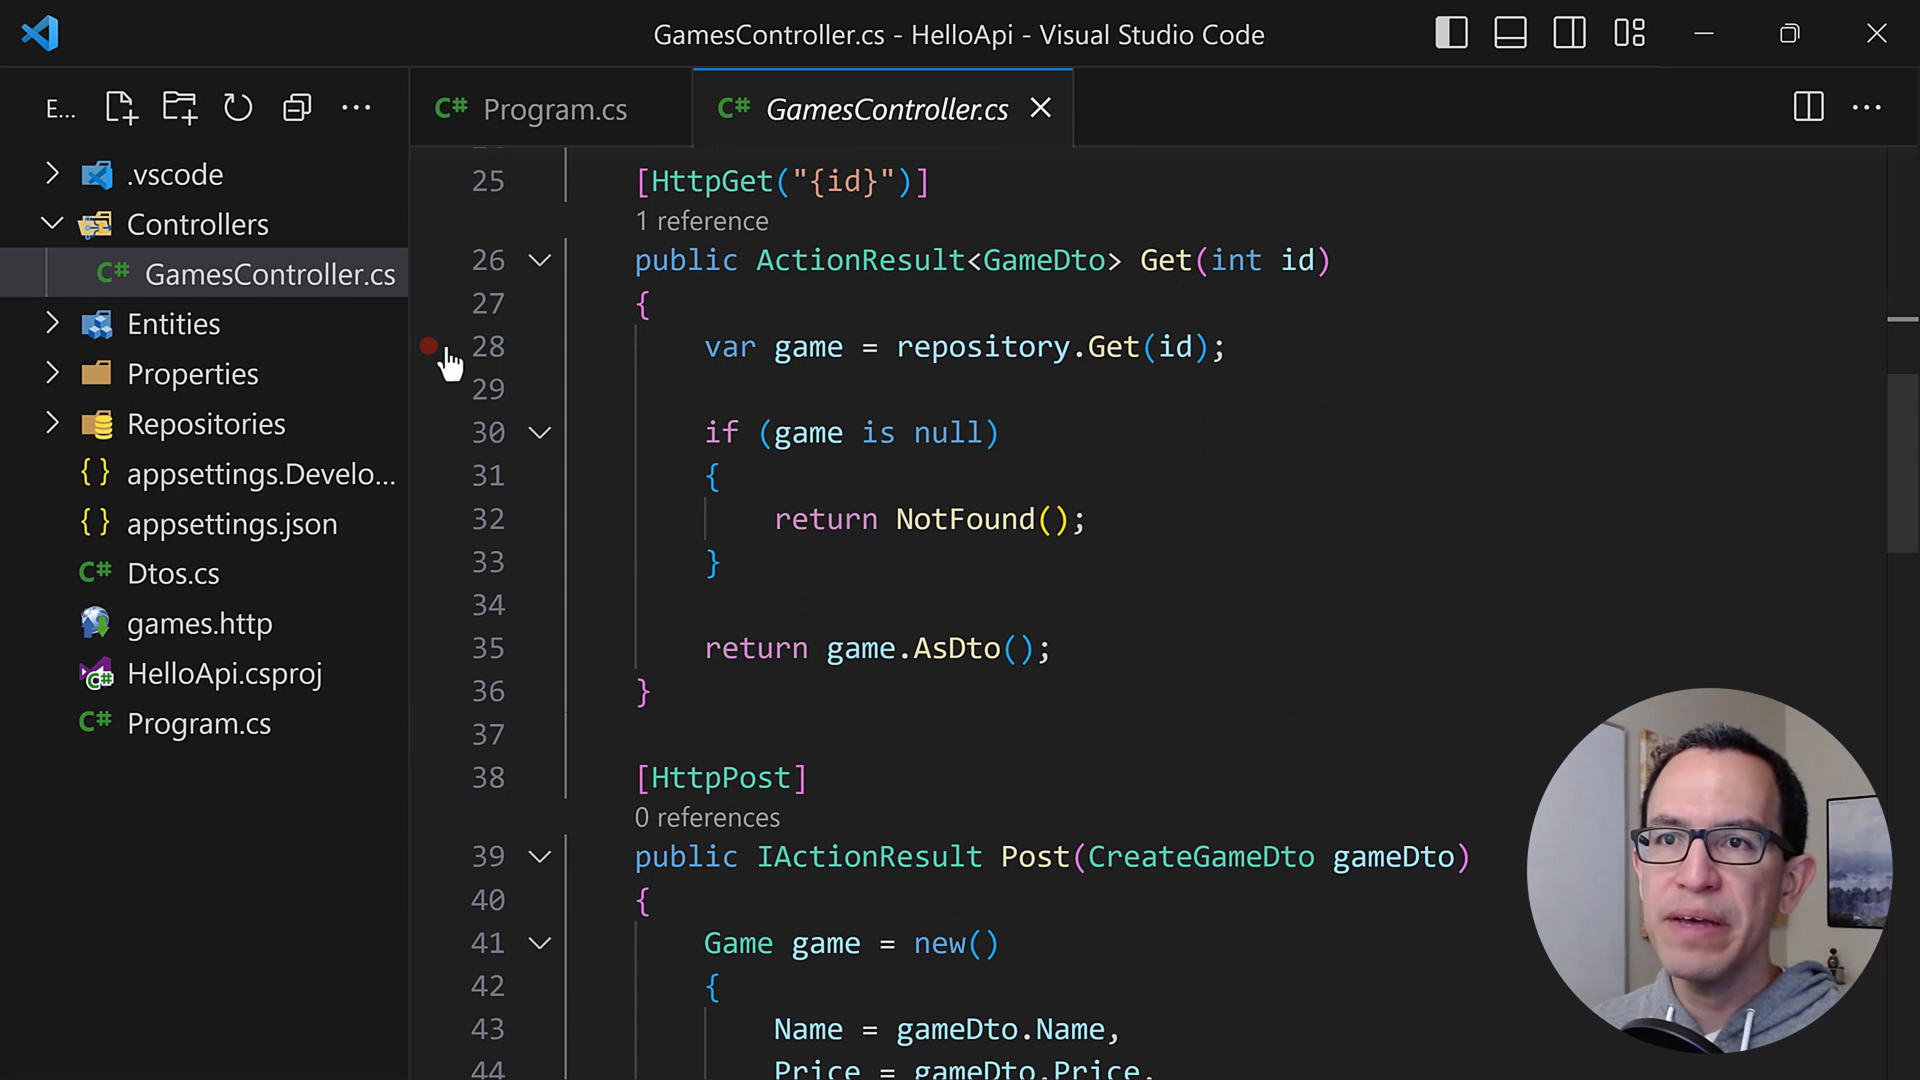 GamesController.cs - HelloApi - Visual Studio Code
E...
.vscode
Controllers
C# GamesController.cs
Entities
Properties
Repositories
{} appsettings.Develo...
{} appsettings.json
C# Dtos.cs
games.http
HelloApi.csproj
C# Program.cs
C# Program.cs
C# GamesController.cs
25 [HttpGet("{id}")]
1 reference
26 public ActionResult<GameDto> Get(int id)
27 {
28 var game = repository.Get(id);
29
30 if (game is null)
31 {
32 return NotFound();
33 }
34
35 return game.AsDto();
36 }
37
38 [HttpPost]
0 references
39 public IActionResult Post(CreateGameDto gameDto)
40 {
41 Game game = new()
42 {
43 Name = gameDto.Name,
44 Price = gameDto.Price,